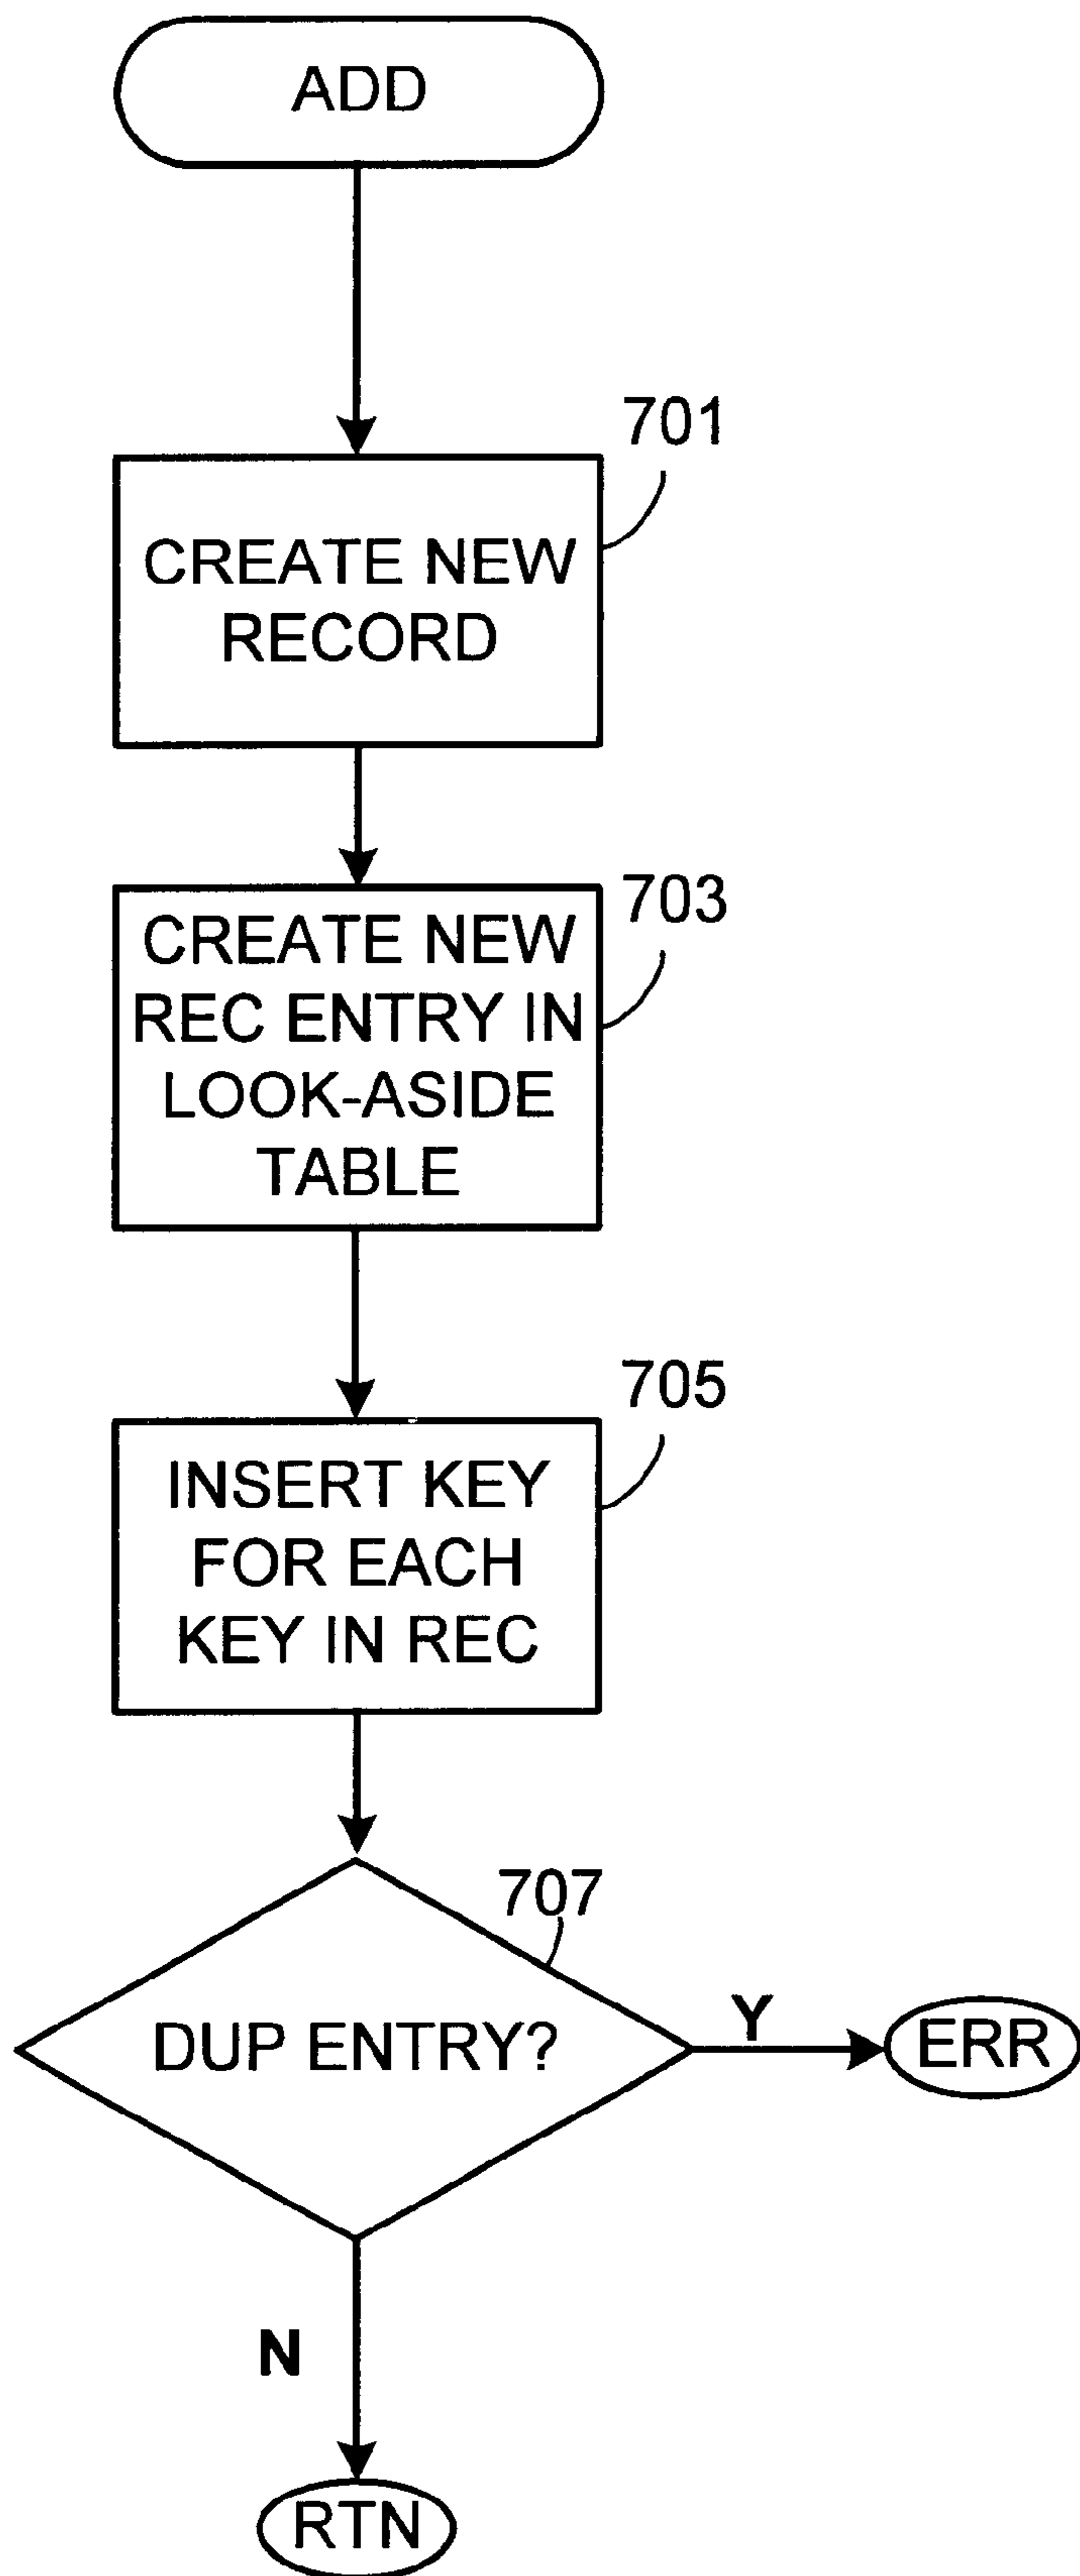 ADD
701
CREATE NEW
RECORD
703
CREATE NEW
REC ENTRY IN
LOOK-ASIDE
TABLE
705
INSERT KEY
FOR EACH
KEY IN REC
707
DUP ENTRY?
Y
ERR
N
RTN